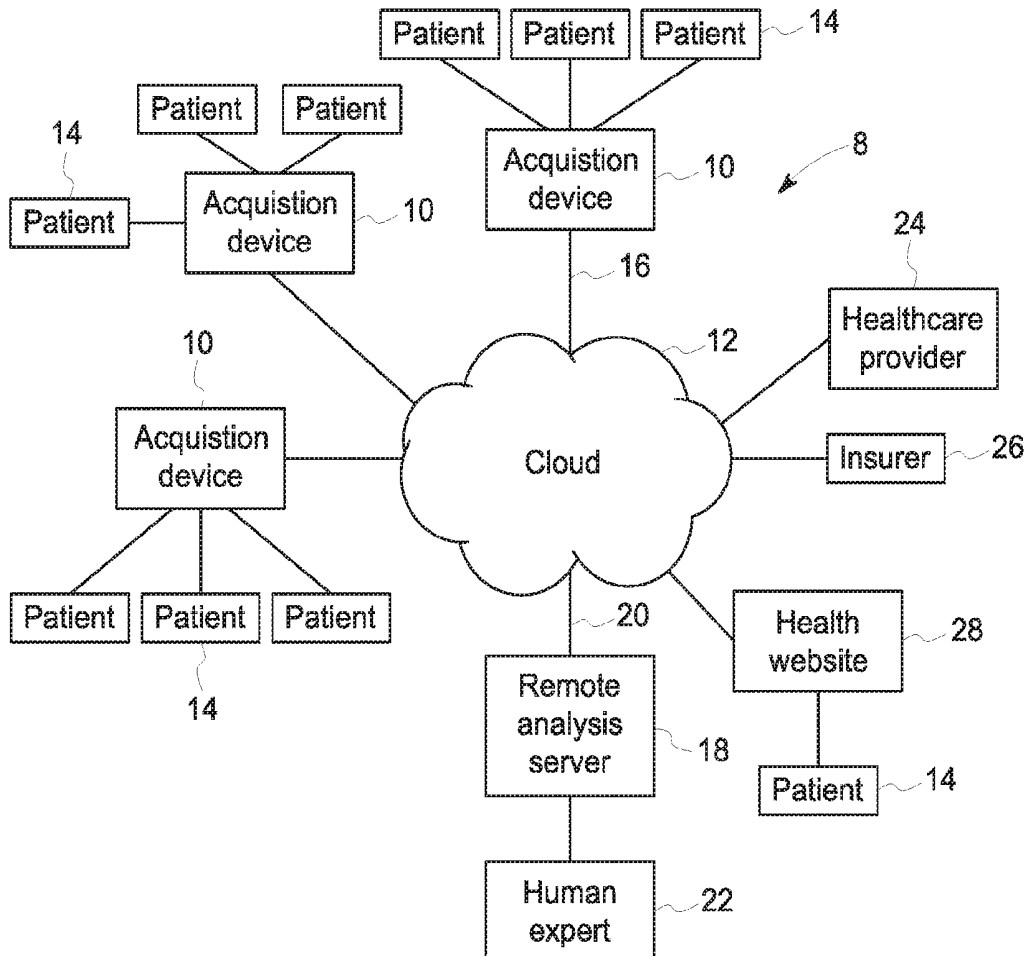 Patient
Patient
Patient
14
Patient
Patient
14
8
Patient
Acquistion
device
10
Acquistion
device
10
16
24
Healthcare
provider
12
10
Acquistion
device
Cloud
Insurer
26
Patient
Patient
Patient
14
20
Health
website
28
Remote
analysis
server
18
Patient
14
Human
expert
22